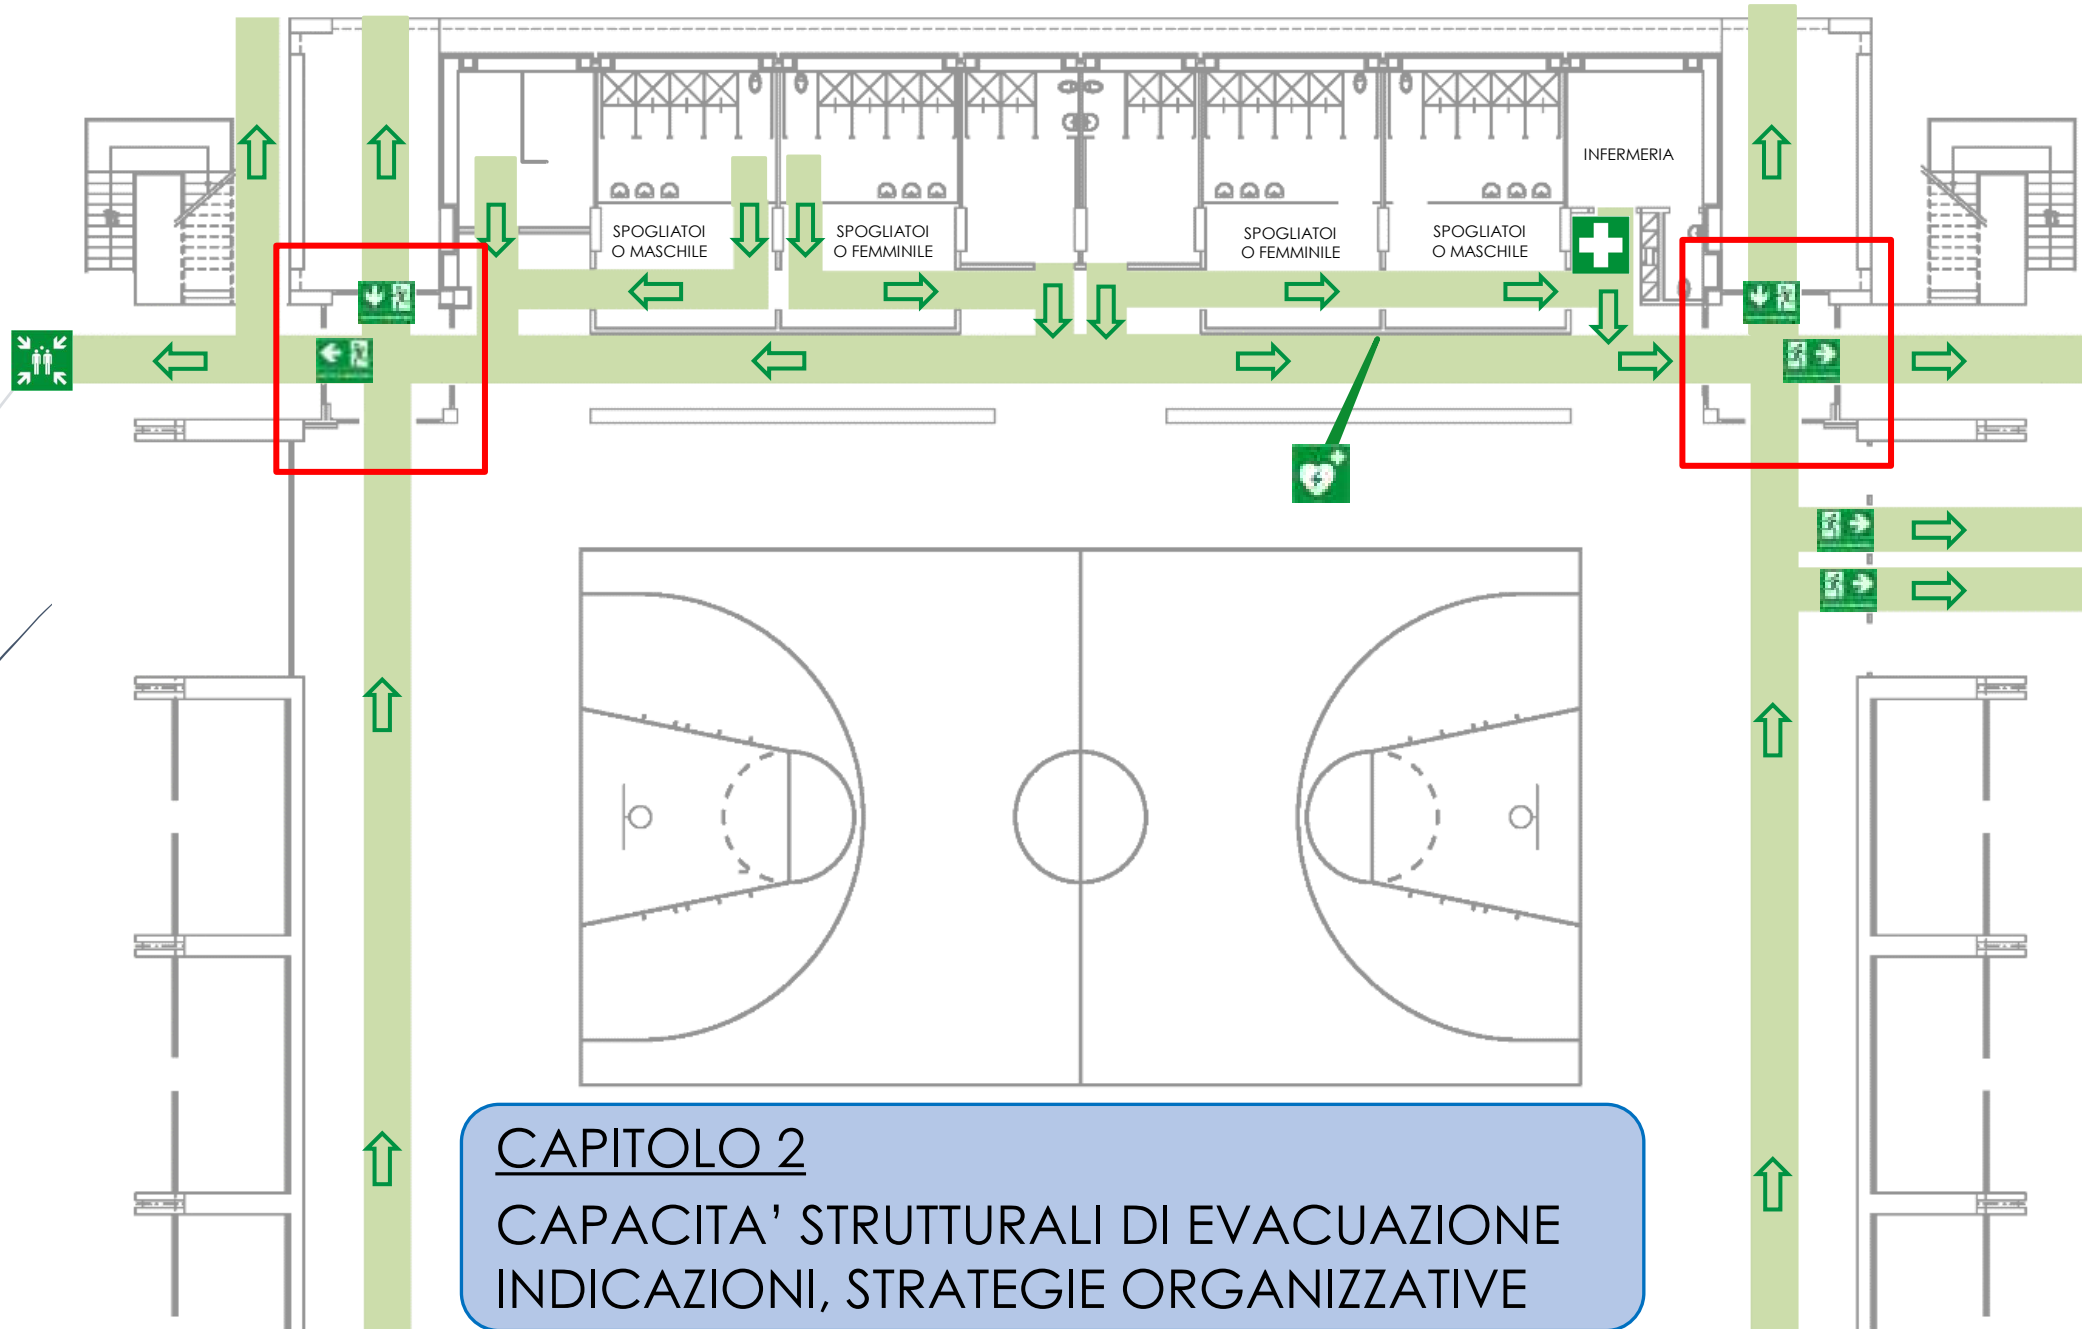 INFERMERIA
SPOGLIATOI
O MASCHILE
SPOGLIATOI
O FEMMINILE
SPOGLIATOI
O FEMMINILE
SPOGLIATOI
O MASCHILE
CAPITOLO 2
CAPACITA’ STRUTTURALI DI EVACUAZIONE
INDICAZIONI, STRATEGIE ORGANIZZATIVE